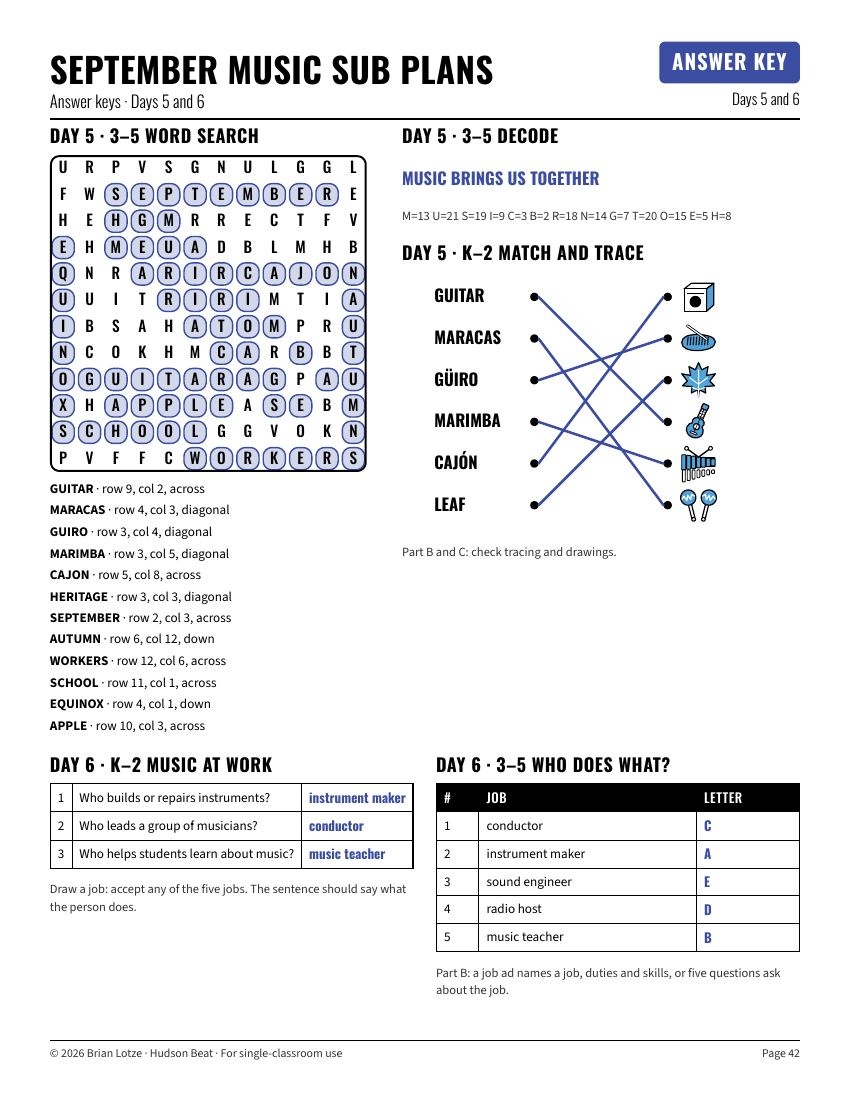 SEPTEMBER MUSIC SUB PLANS
ANSWER KEY
Answer keys · Days 5 and 6
Days 5 and 6
DAY 5 · 3–5 WORD SEARCH
U R P V S G N U L G G L
F W S E P T E M B E R E
H E H G M R R E C T F V
E H M E U A D B L M H B
Q N R A R I R C A J O N
U U I T R I R I M T I A
I B S A H A T O M P R U
N C O K H M C A R B B T
O G U I T A R A G P A U
X H A P P L E A S E B M
S C H O O L G G V O K N
P V F F C W O R K E R S
GUITAR · row 9, col 2, across
MARACAS · row 4, col 3, diagonal
GUIRO · row 3, col 4, diagonal
MARIMBA · row 3, col 5, diagonal
CAJON · row 5, col 8, across
HERITAGE · row 3, col 3, diagonal
SEPTEMBER · row 2, col 3, across
AUTUMN · row 6, col 12, down
WORKERS · row 12, col 6, across
SCHOOL · row 11, col 1, across
EQUINOX · row 4, col 1, down
APPLE · row 10, col 3, across
DAY 5 · 3–5 DECODE
MUSIC BRINGS US TOGETHER
M=13 U=21 S=19 I=9 C=3 B=2 R=18 N=14 G=7 T=20 O=15 E=5 H=8
DAY 5 · K–2 MATCH AND TRACE
GUITAR
MARACAS
GÜIRO
MARIMBA
CAJÓN
LEAF
Part B and C: check tracing and drawings.
DAY 6 · K–2 MUSIC AT WORK
1 Who builds or repairs instruments? instrument maker
2 Who leads a group of musicians? conductor
3 Who helps students learn about music? music teacher
Draw a job: accept any of the five jobs. The sentence should say what
the person does.
DAY 6 · 3–5 WHO DOES WHAT?
# JOB LETTER
1 conductor C
2 instrument maker A
3 sound engineer E
4 radio host D
5 music teacher B
Part B: a job ad names a job, duties and skills, or five questions ask
about the job.
© 2026 Brian Lotze · Hudson Beat · For single-classroom use
Page 42